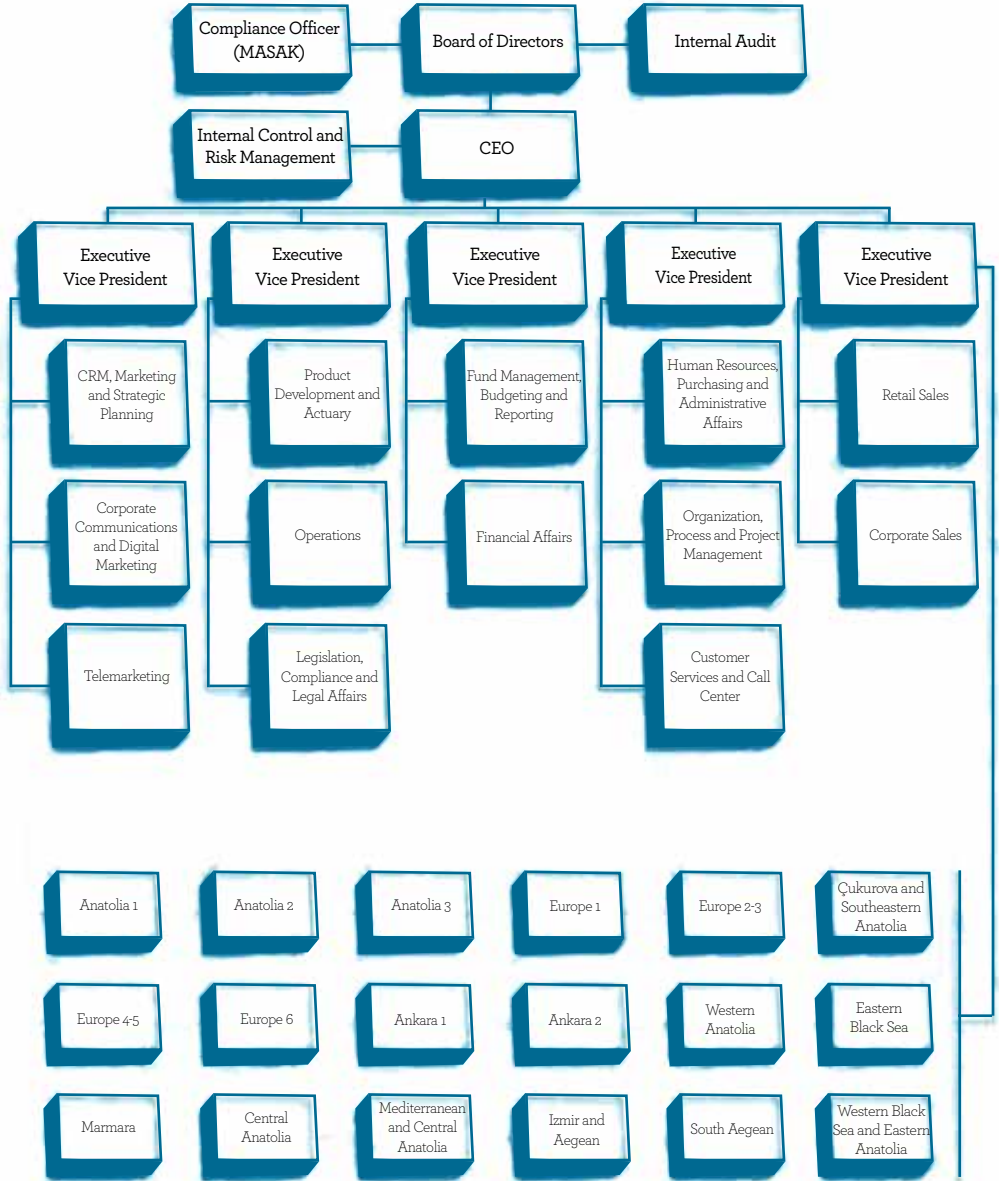 Compliance Officer
(MASAK)
Board of Directors
Internal Audit
Internal Control and
Risk Management
CEO
Executive
Vice President
Executive
Vice President
Executive
Vice President
Executive
Vice President
Executive
Vice President
CRM, Marketing
and Strategic
Planning
Product
Development and
Actuary
Fund Management,
Budgeting and
Reporting
Human Resources,
Purchasing and
Administrative
Affairs
Retail Sales
Corporate
Communications
and Digital
Marketing
Operations
Financial Affairs
Organization,
Process and Project
Management
Corporate Sales
Telemarketing
Legislation,
Compliance and
Legal Affairs
Customer
Services and Call
Center
Anatolia 1
Anatolia 2
Anatolia 3
Europe 1
Europe 2-3
Çukurova and
Southeastern
Anatolia
Europe 4-5
Europe 6
Ankara 1
Ankara 2
Western
Anatolia
Eastern
Black Sea
Marmara
Central
Anatolia
Mediterranean
and Central
Anatolia
Izmir and
Aegean
South Aegean
Western Black
Sea and Eastern
Anatolia